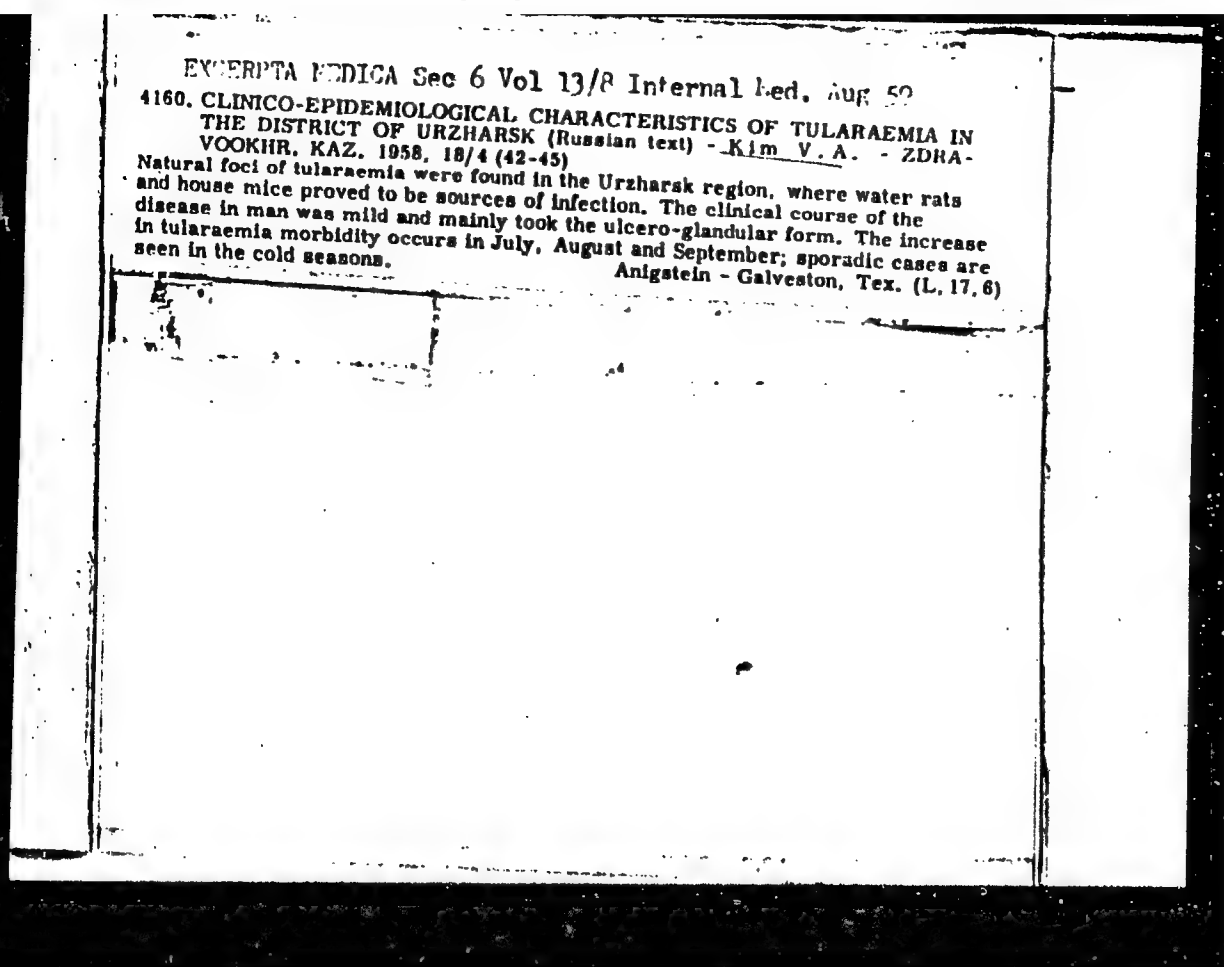 EXCERPTA MEDICA Sec 6 Vol 13/8 Internal Med. Aug 59
4160. CLINICO-EPIDEMIOLOGICAL CHARACTERISTICS OF TULARAEMIA IN
THE DISTRICT OF URZHARSK (Russian text) - Kim V. A. - ZDRA-
VOOKHR. KAZ. 1958, 18/4 (42-45)
Natural foci of tularaemia were found in the Urzharsk region, where water rats
and house mice proved to be sources of infection. The clinical course of the
disease in man was mild and mainly took the ulcero-glandular form. The increase
in tularaemia morbidity occurs in July, August and September; sporadic cases are
seen in the cold seasons.
Anigstein - Galveston, Tex. (L, 17, 6)